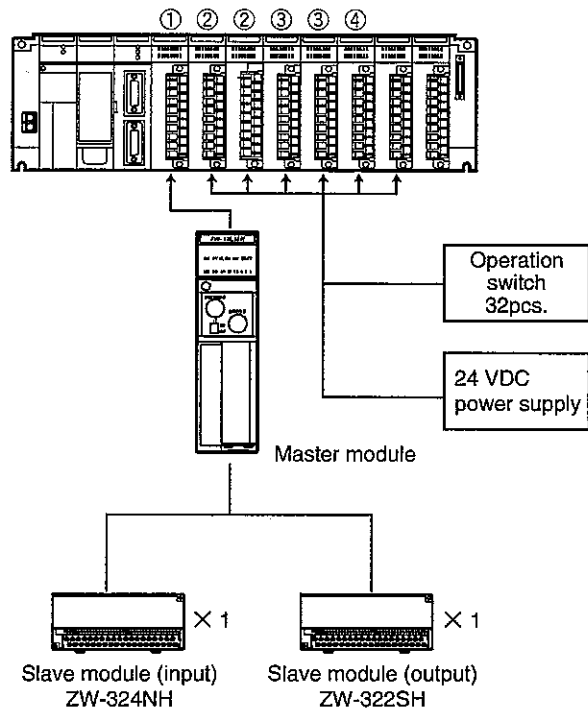 ① ② ② ③ ③ ④
Operation
switch
32pcs.
24 VDC
power supply
Master module
× 1
× 1
Slave module (input)
ZW-324NH
Slave module (output)
ZW-322SH